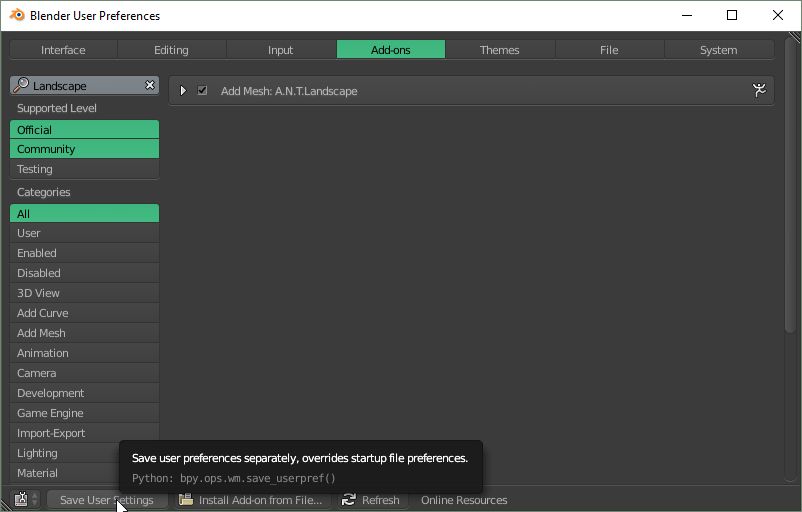 Blender User Preferences
Interface Editing Input Add-ons Themes File System
Landscape
Add Mesh: A.N.T.Landscape
Supported Level
Official
Community
Testing
Categories
All
User
Enabled
Disabled
3D View
Add Curve
Add Mesh
Animation
Camera
Development
Game Engine
Import-Export
Lighting
Material
Save user preferences separately, overrides startup file preferences.
Python: bpy.ops.wm.save_userpref()
Save User Settings Install Add-on from File... Refresh Online Resources